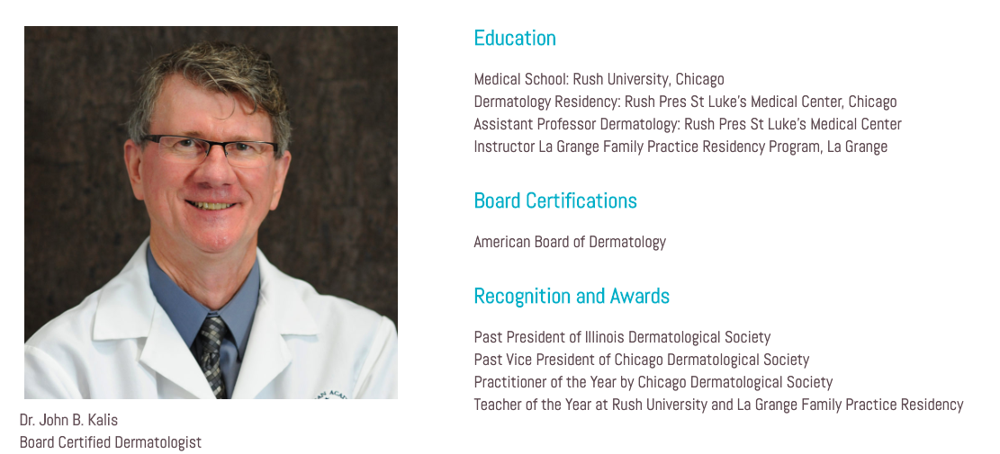 Education
Medical School: Rush University, Chicago
Dermatology Residency: Rush Pres St Luke's Medical Center, Chicago
Assistant Professor Dermatology: Rush Pres St Luke's Medical Center
Instructor La Grange Family Practice Residency Program, La Grange
Board Certifications
American Board of Dermatology
Recognition and Awards
Past President of Illinois Dermatological Society
Past Vice President of Chicago Dermatological Society
Practitioner of the Year by Chicago Dermatological Society
Teacher of the Year at Rush University and La Grange Family Practice Residency
Dr. John B. Kalis
Board Certified Dermatologist